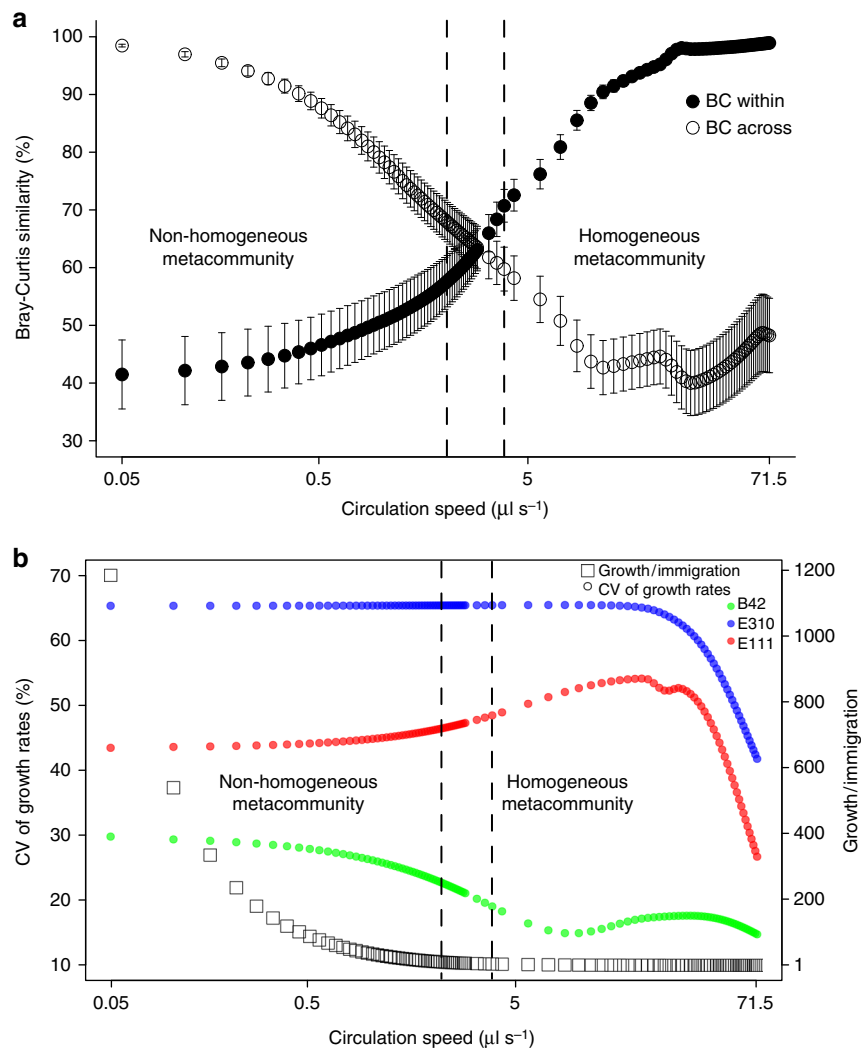 a
100
90
80
70
60
50
40
30
Bray-Curtis similarity (%)
BC within
BC across
Non-homogeneous
metacommunity
Homogeneous
metacommunity
0.05
0.5
5
71.5
Circulation speed (µl s⁻¹)
b
70
60
50
40
30
20
10
CV of growth rates (%)
Growth/immigration
CV of growth rates
B42
E310
E111
Non-homogeneous
metacommunity
Homogeneous
metacommunity
1200
1100
800
600
400
200
1
Growth/immigration
0.05
0.5
5
71.5
Circulation speed (µl s⁻¹)